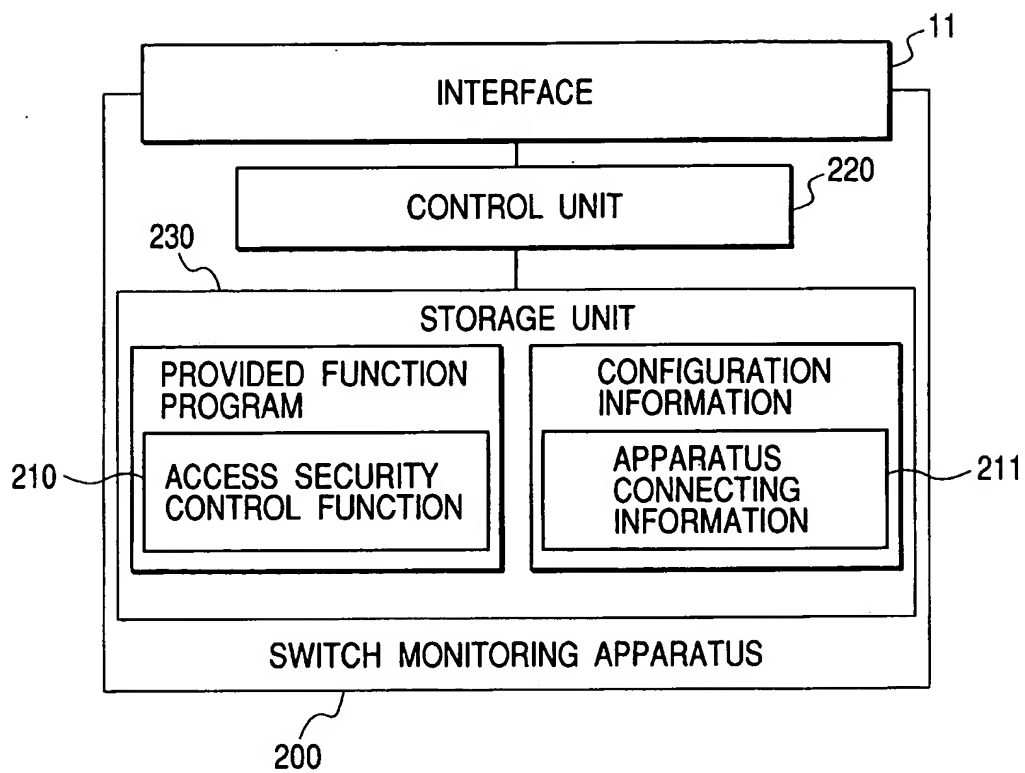 11
INTERFACE
220
CONTROL UNIT
230
STORAGE UNIT
PROVIDED FUNCTION
PROGRAM
CONFIGURATION
INFORMATION
210
ACCESS SECURITY
CONTROL FUNCTION
APPARATUS
CONNECTING
INFORMATION
211
SWITCH MONITORING APPARATUS
200